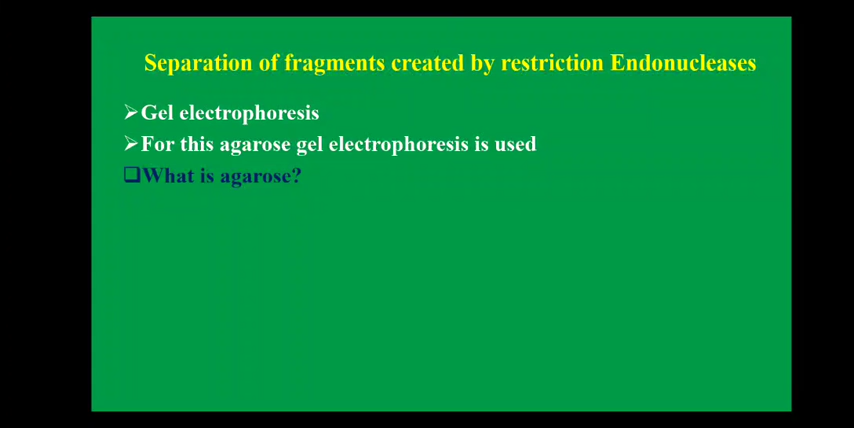 Separation of fragments created by restriction Endonucleases
➢Gel electrophoresis
➢For this agarose gel electrophoresis is used
❑What is agarose?